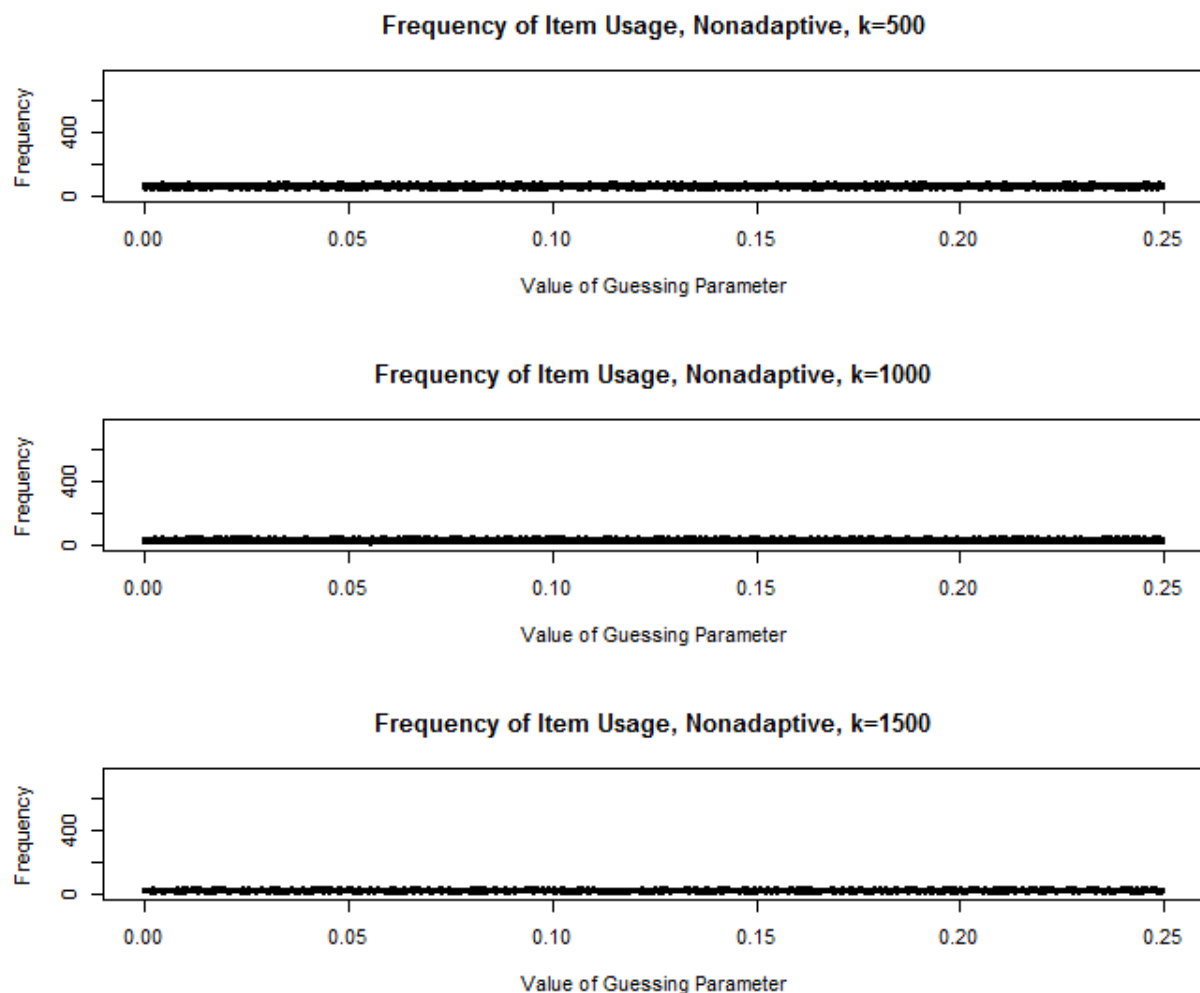 Frequency of Item Usage, Nonadaptive, k=500
Frequency
400
0
0.00 0.05 0.10 0.15 0.20 0.25
Value of Guessing Parameter
Frequency of Item Usage, Nonadaptive, k=1000
Frequency
400
0
0.00 0.05 0.10 0.15 0.20 0.25
Value of Guessing Parameter
Frequency of Item Usage, Nonadaptive, k=1500
Frequency
400
0
0.00 0.05 0.10 0.15 0.20 0.25
Value of Guessing Parameter